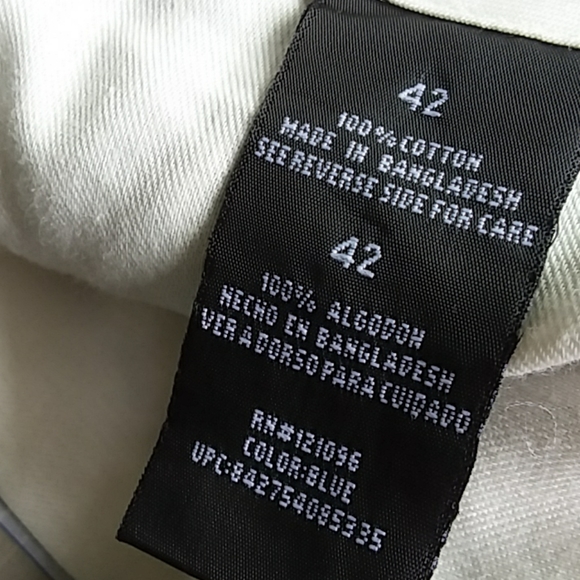 42
100% COTTON
MADE IN BANGLADESH
SEE REVERSE SIDE FOR CARE
42
100% ALGODON
HECHO EN BANGLADESH
VER A DORSO PARA CUIDADO
RN#121096
COLOR:BLUE
UPC:842754065335